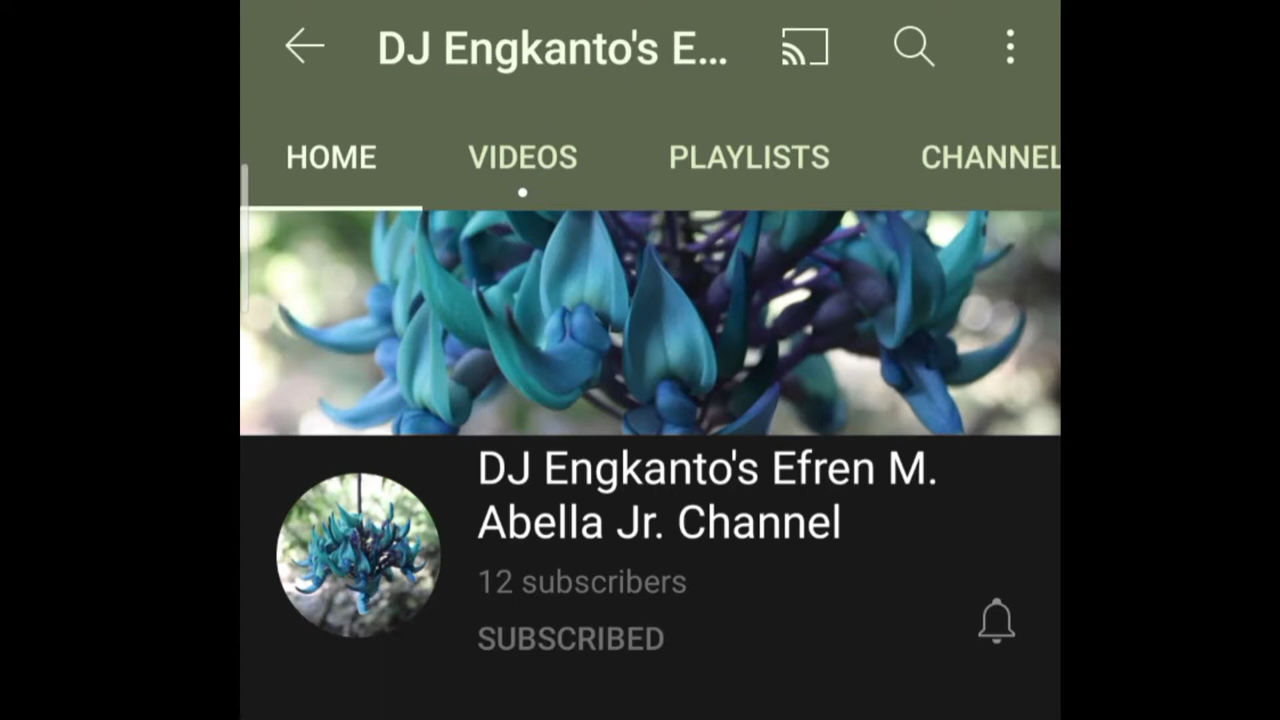 DJ Engkanto's E...
HOME VIDEOS PLAYLISTS CHANNEL
DJ Engkanto's Efren M.
Abella Jr. Channel
12 subscribers
SUBSCRIBED